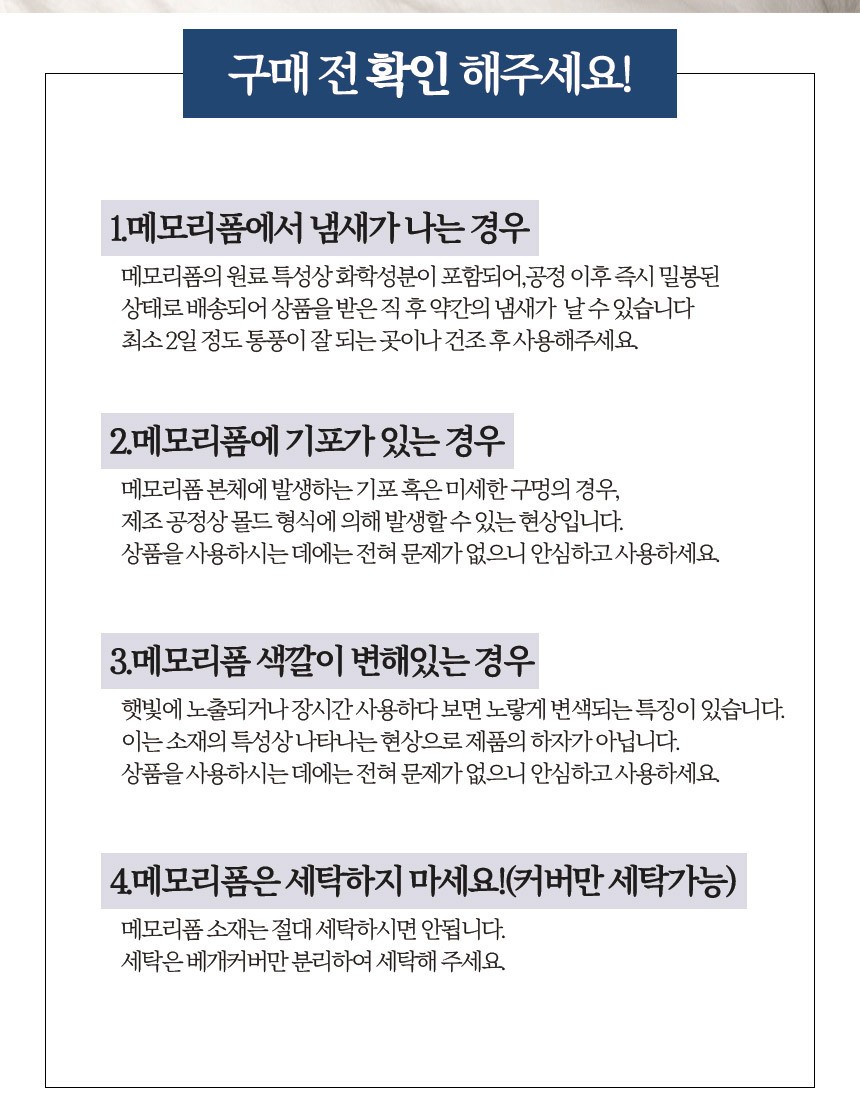 구매 전 확인 해주세요!
1.메모리폼에서 냄새가 나는 경우
메모리폼의 원료 특성상 화학성분이 포함되어,공정 이후 즉시 밀봉된
상태로 배송되어 상품을 받은 직 후 약간의 냄새가 날 수 있습니다
최소 2일 정도 통풍이 잘 되는 곳이나 건조 후 사용해주세요.
2.메모리폼에 기포가 있는 경우
메모리폼 본체에 발생하는 기포 혹은 미세한 구멍의 경우,
제조 공정상 몰드 형식에 의해 발생할 수 있는 현상입니다.
상품을 사용하시는 데에는 전혀 문제가 없으니 안심하고 사용하세요.
3.메모리폼 색깔이 변해있는 경우
햇빛에 노출되거나 장시간 사용하다 보면 노랗게 변색되는 특징이 있습니다.
이는 소재의 특성상 나타나는 현상으로 제품의 하자가 아닙니다.
상품을 사용하시는 데에는 전혀 문제가 없으니 안심하고 사용하세요.
4.메모리폼은 세탁하지 마세요!(커버만 세탁가능)
메모리폼 소재는 절대 세탁하시면 안됩니다.
세탁은 베개커버만 분리하여 세탁해 주세요.